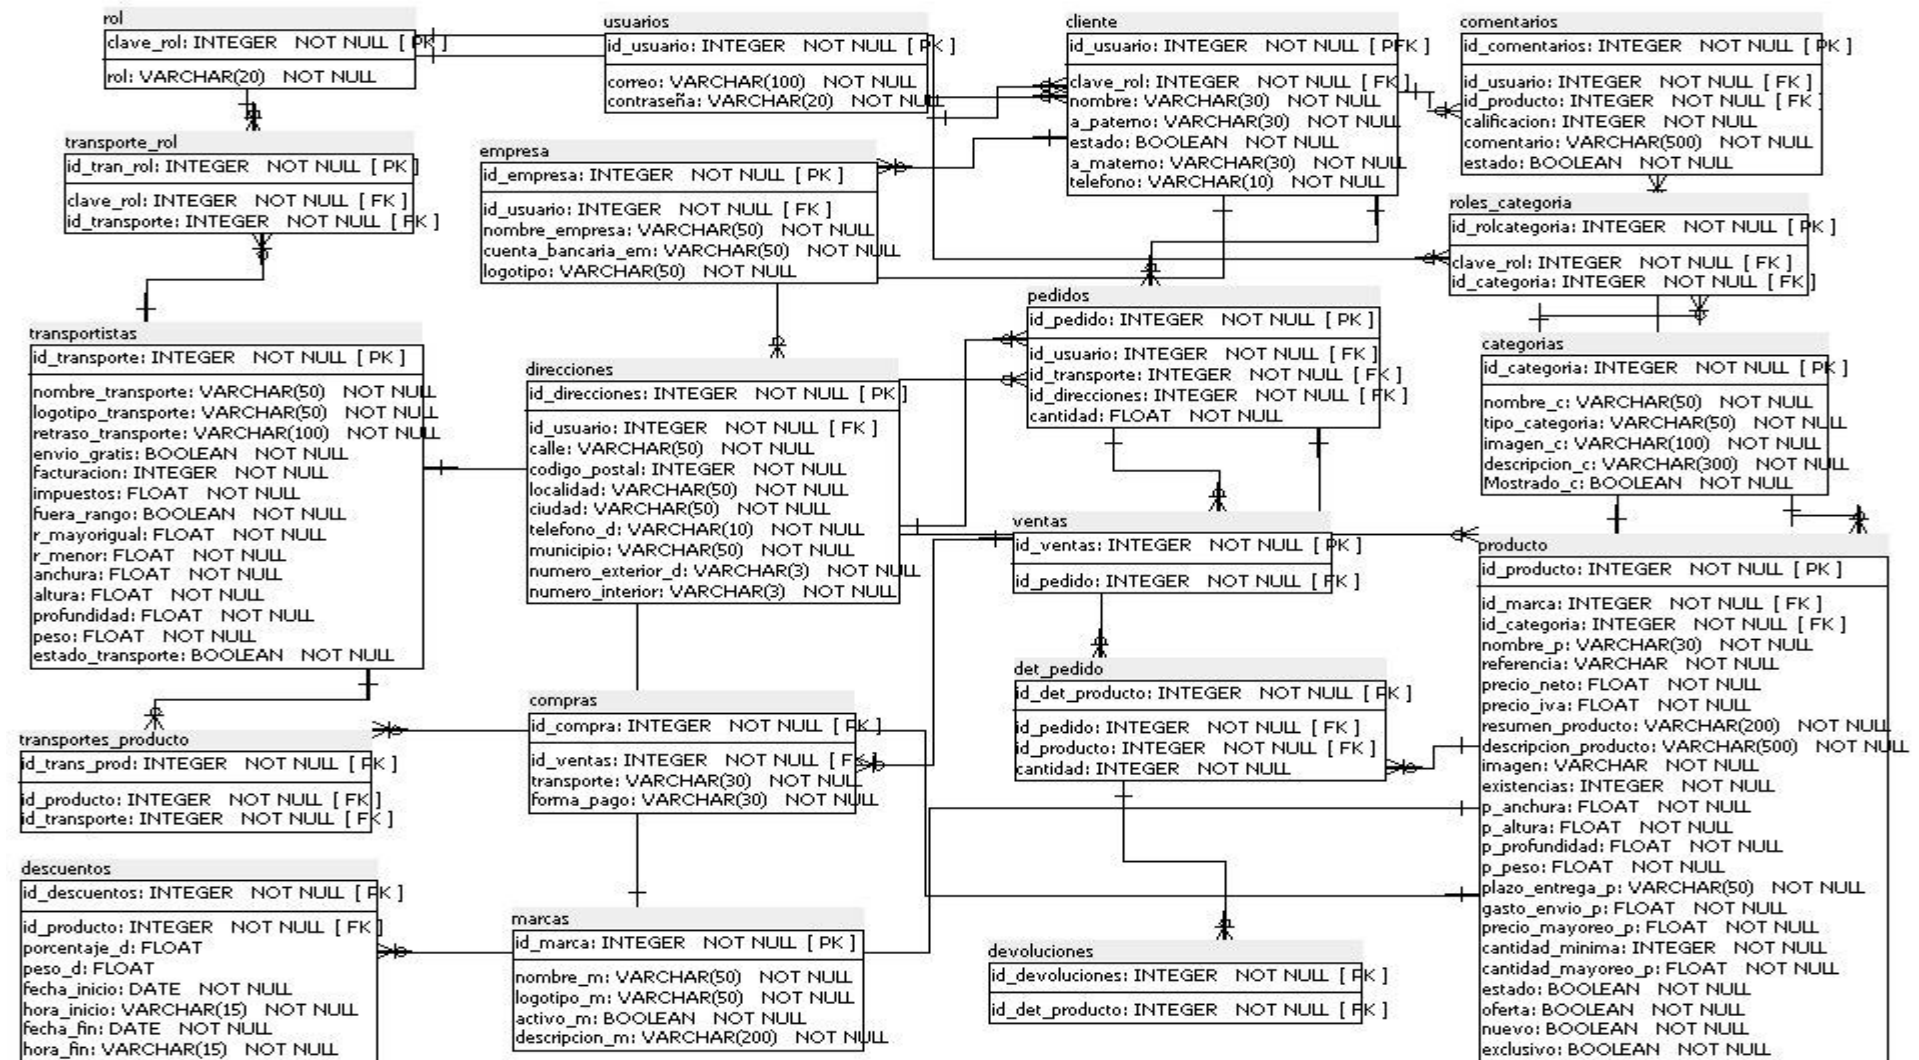 rol
clave_rol: INTEGER NOT NULL [ PK ]
rol: VARCHAR(20) NOT NULL
usuarios
id_usuario: INTEGER NOT NULL [ PK ]
correo: VARCHAR(100) NOT NULL
contraseña: VARCHAR(20) NOT NULL
cliente
id_usuario: INTEGER NOT NULL [ PFK ]
clave_rol: INTEGER NOT NULL [ FK ]
nombre: VARCHAR(30) NOT NULL
a_paterno: VARCHAR(30) NOT NULL
estado: BOOLEAN NOT NULL
a_materno: VARCHAR(30) NOT NULL
telefono: VARCHAR(10) NOT NULL
comentarios
id_comentarios: INTEGER NOT NULL [ PK ]
id_usuario: INTEGER NOT NULL [ FK ]
id_producto: INTEGER NOT NULL [ FK ]
calificacion: INTEGER NOT NULL
comentario: VARCHAR(500) NOT NULL
estado: BOOLEAN NOT NULL
transporte_rol
id_tran_rol: INTEGER NOT NULL [ PK ]
clave_rol: INTEGER NOT NULL [ FK ]
id_transporte: INTEGER NOT NULL [ FK ]
empresa
id_empresa: INTEGER NOT NULL [ PK ]
id_usuario: INTEGER NOT NULL [ FK ]
nombre_empresa: VARCHAR(50) NOT NULL
cuenta_bancaria_em: VARCHAR(50) NOT NULL
logotipo: VARCHAR(50) NOT NULL
roles_categoria
id_rolcategoria: INTEGER NOT NULL [ PK ]
clave_rol: INTEGER NOT NULL [ FK ]
id_categoria: INTEGER NOT NULL [ FK ]
pedidos
id_pedido: INTEGER NOT NULL [ PK ]
id_usuario: INTEGER NOT NULL [ FK ]
id_transporte: INTEGER NOT NULL [ FK ]
id_direcciones: INTEGER NOT NULL [ FK ]
cantidad: FLOAT NOT NULL
transportistas
id_transporte: INTEGER NOT NULL [ PK ]
nombre_transporte: VARCHAR(50) NOT NULL
logotipo_transporte: VARCHAR(50) NOT NULL
retraso_transporte: VARCHAR(100) NOT NULL
envio_gratis: BOOLEAN NOT NULL
facturacion: INTEGER NOT NULL
impuestos: FLOAT NOT NULL
fuera_rango: BOOLEAN NOT NULL
r_mayorigual: FLOAT NOT NULL
r_menor: FLOAT NOT NULL
anchura: FLOAT NOT NULL
altura: FLOAT NOT NULL
profundidad: FLOAT NOT NULL
peso: FLOAT NOT NULL
estado_transporte: BOOLEAN NOT NULL
direcciones
id_direcciones: INTEGER NOT NULL [ PK ]
id_usuario: INTEGER NOT NULL [ FK ]
calle: VARCHAR(50) NOT NULL
codigo_postal: INTEGER NOT NULL
localidad: VARCHAR(50) NOT NULL
ciudad: VARCHAR(50) NOT NULL
telefono_d: VARCHAR(10) NOT NULL
municipio: VARCHAR(50) NOT NULL
numero_exterior_d: VARCHAR(3) NOT NULL
numero_interior: VARCHAR(3) NOT NULL
categorias
id_categoria: INTEGER NOT NULL [ PK ]
nombre_c: VARCHAR(50) NOT NULL
tipo_categoria: VARCHAR(50) NOT NULL
imagen_c: VARCHAR(100) NOT NULL
descripcion_c: VARCHAR(300) NOT NULL
Mostrado_c: BOOLEAN NOT NULL
ventas
id_ventas: INTEGER NOT NULL [ PK ]
id_pedido: INTEGER NOT NULL [ FK ]
producto
id_producto: INTEGER NOT NULL [ PK ]
id_marca: INTEGER NOT NULL [ FK ]
id_categoria: INTEGER NOT NULL [ FK ]
nombre_p: VARCHAR(30) NOT NULL
referencia: VARCHAR NOT NULL
precio_neto: FLOAT NOT NULL
precio_iva: FLOAT NOT NULL
resumen_producto: VARCHAR(200) NOT NULL
descripcion_producto: VARCHAR(500) NOT NULL
imagen: VARCHAR NOT NULL
existencias: INTEGER NOT NULL
p_anchura: FLOAT NOT NULL
p_altura: FLOAT NOT NULL
p_profundidad: FLOAT NOT NULL
p_peso: FLOAT NOT NULL
plazo_entrega_p: VARCHAR(50) NOT NULL
gasto_envio_p: FLOAT NOT NULL
precio_mayoreo_p: FLOAT NOT NULL
cantidad_minima: INTEGER NOT NULL
cantidad_mayoreo_p: FLOAT NOT NULL
estado: BOOLEAN NOT NULL
oferta: BOOLEAN NOT NULL
nuevo: BOOLEAN NOT NULL
exclusivo: BOOLEAN NOT NULL
det_pedido
id_det_producto: INTEGER NOT NULL [ PK ]
id_pedido: INTEGER NOT NULL [ FK ]
id_producto: INTEGER NOT NULL [ FK ]
cantidad: INTEGER NOT NULL
compras
id_compra: INTEGER NOT NULL [ PK ]
id_ventas: INTEGER NOT NULL [ FK ]
transporte: VARCHAR(30) NOT NULL
forma_pago: VARCHAR(30) NOT NULL
transportes_producto
id_trans_prod: INTEGER NOT NULL [ PK ]
id_producto: INTEGER NOT NULL [ FK ]
id_transporte: INTEGER NOT NULL [ FK ]
descuentos
id_descuentos: INTEGER NOT NULL [ PK ]
id_producto: INTEGER NOT NULL [ FK ]
porcentaje_d: FLOAT
peso_d: FLOAT
fecha_inicio: DATE NOT NULL
hora_inicio: VARCHAR(15) NOT NULL
fecha_fin: DATE NOT NULL
hora_fin: VARCHAR(15) NOT NULL
marcas
id_marca: INTEGER NOT NULL [ PK ]
nombre_m: VARCHAR(50) NOT NULL
logotipo_m: VARCHAR(50) NOT NULL
activo_m: BOOLEAN NOT NULL
descripcion_m: VARCHAR(200) NOT NULL
devoluciones
id_devoluciones: INTEGER NOT NULL [ PK ]
id_det_producto: INTEGER NOT NULL [ FK ]